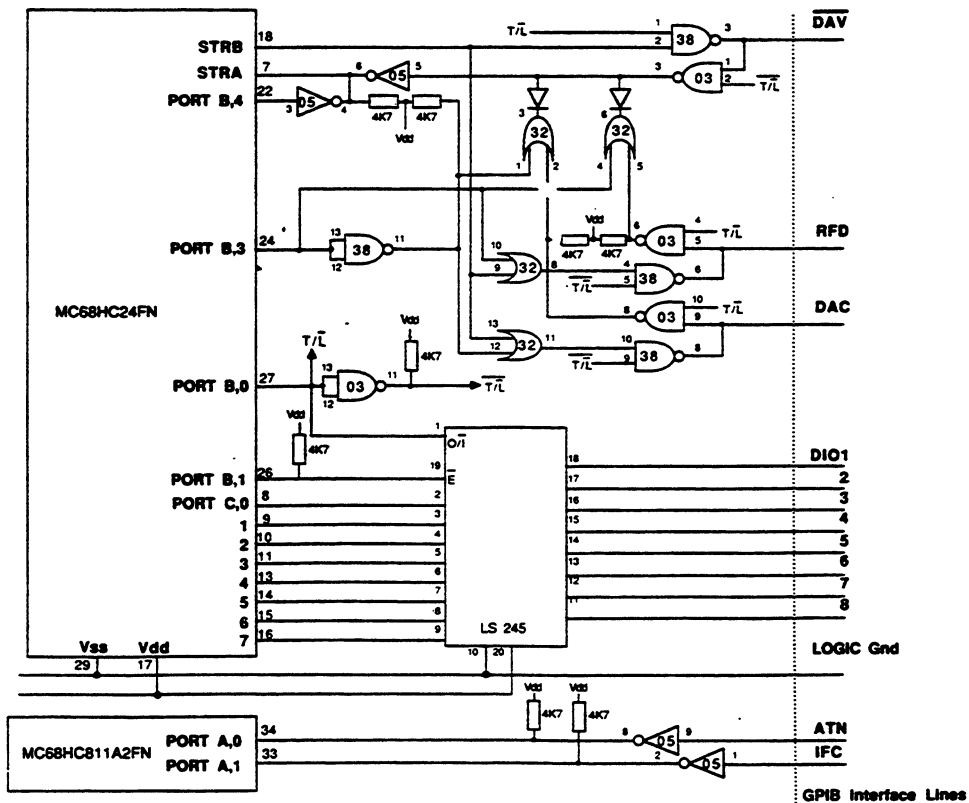 MC68HC24FN
STRB 18
STRA 7
PORT B,4 22
PORT B,3 24
PORT B,0 27
PORT B,1 26
PORT C,0 8
1 9
2 10
3 11
4 13
5 14
6 15
7 16
Vss Vdd
29 17
T/L̅ 1 2 38 3 D̅A̅V̅
6 05 5
3 03 1 2 T̅/̅L̅
3 05 4
4K7 4K7
Vdd
3 32 1 2
6 32 4 5
13 12 38 11
10 9 32 8
Vdd
4K7 4K7
6 03 4 5 T/L̅ RFD
T̅/̅L̅ 4 5 38 6
8 03 10 9 T/L̅ DAC
13 12 32 11
T̅/̅L̅ 10 9 38 8
T/L̅
Vdd
4K7
13 12 03 11 T̅/̅L̅
Vdd
4K7
1 O/I̅
19 E̅
2
3
4
5
6
7
8
9
LS 245
10 20
18 DIO1
17 2
16 3
15 4
14 5
13 6
12 7
11 8
LOGIC Gnd
MC68HC811A2FN
PORT A,0 34
PORT A,1 33
Vdd Vdd
4K7 4K7
8 05 9 ATN
2 05 1 IFC
GPIB Interface Lines